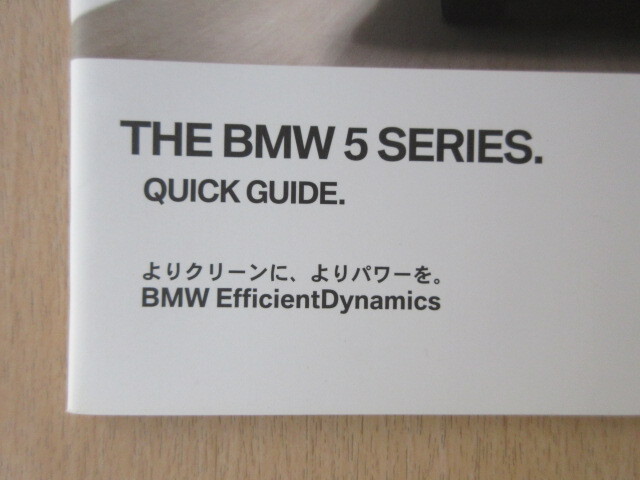 THE BMW 5 SERIES.
QUICK GUIDE.
よりクリーンに、よりパワーを。
BMW EfficientDynamics